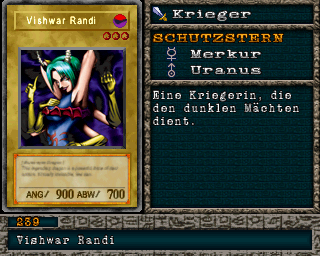 Vishwar Randi
ANG/ 900 ABW/ 700
Krieger
SCHUTZSTERN
Merkur
Uranus
Eine Kriegerin, die
den dunklen Mächten
dient.
239
Vishwar Randi